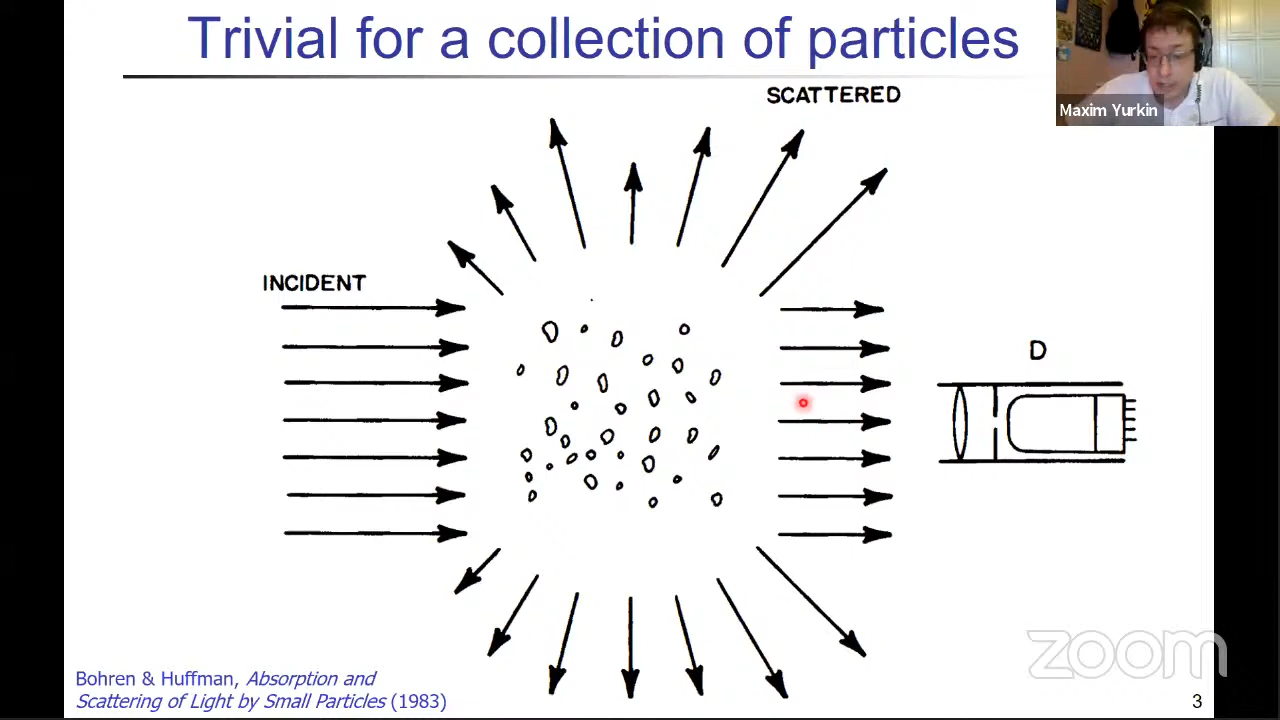 Trivial for a collection of particles
Maxim Yurkin
SCATTERED
INCIDENT
D
zoom
Bohren & Huffman, Absorption and
Scattering of Light by Small Particles (1983)
3